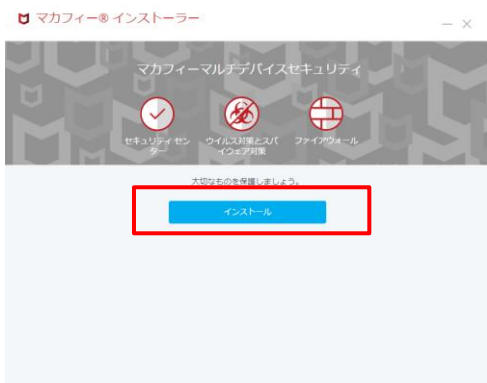 マカフィー® インストーラー
マカフィーマルチデバイスセキュリティ
セキュリティ セン
ター
ウイルス対策とスパ
イウェア対策
ファイアウォール
大切なものを保護しましょう。
インストール